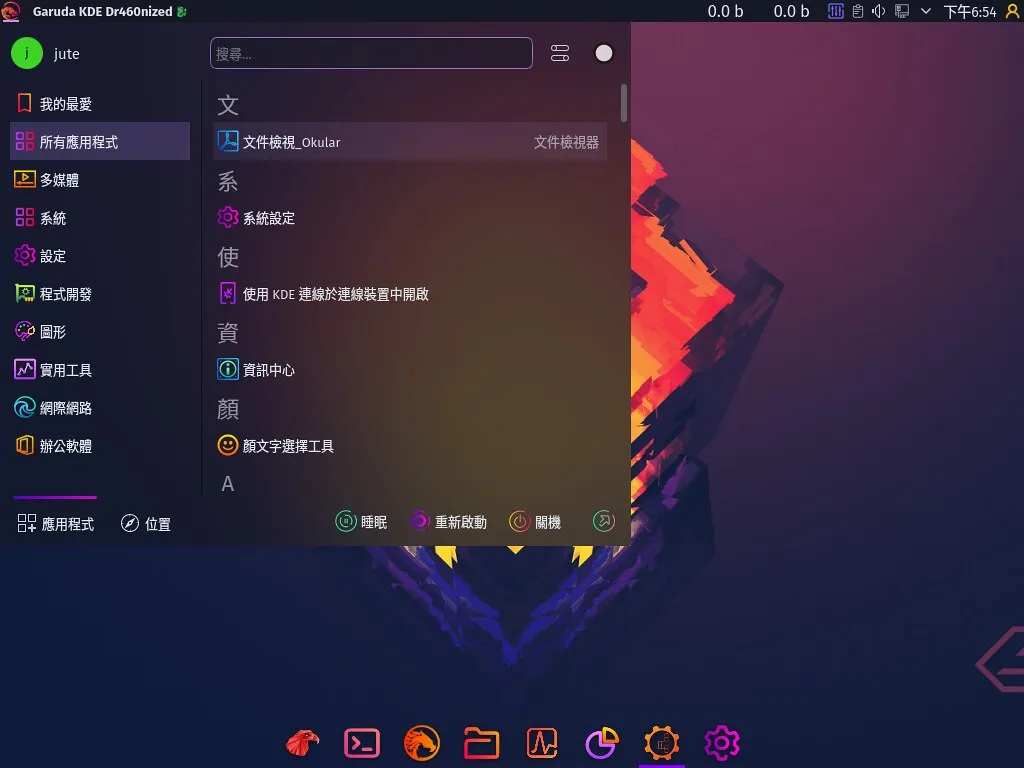 Garuda KDE Dr460nized
0.0 b
0.0 b
下午6:54
j
jute
搜尋...
我的最愛
所有應用程式
多媒體
系統
設定
程式開發
圖形
實用工具
網際網路
辦公軟體
文
文件檢視_Okular
文件檢視器
系
系統設定
使
使用 KDE 連線於連線裝置中開啟
資
資訊中心
顏
顏文字選擇工具
A
應用程式
位置
睡眠
重新啟動
關機